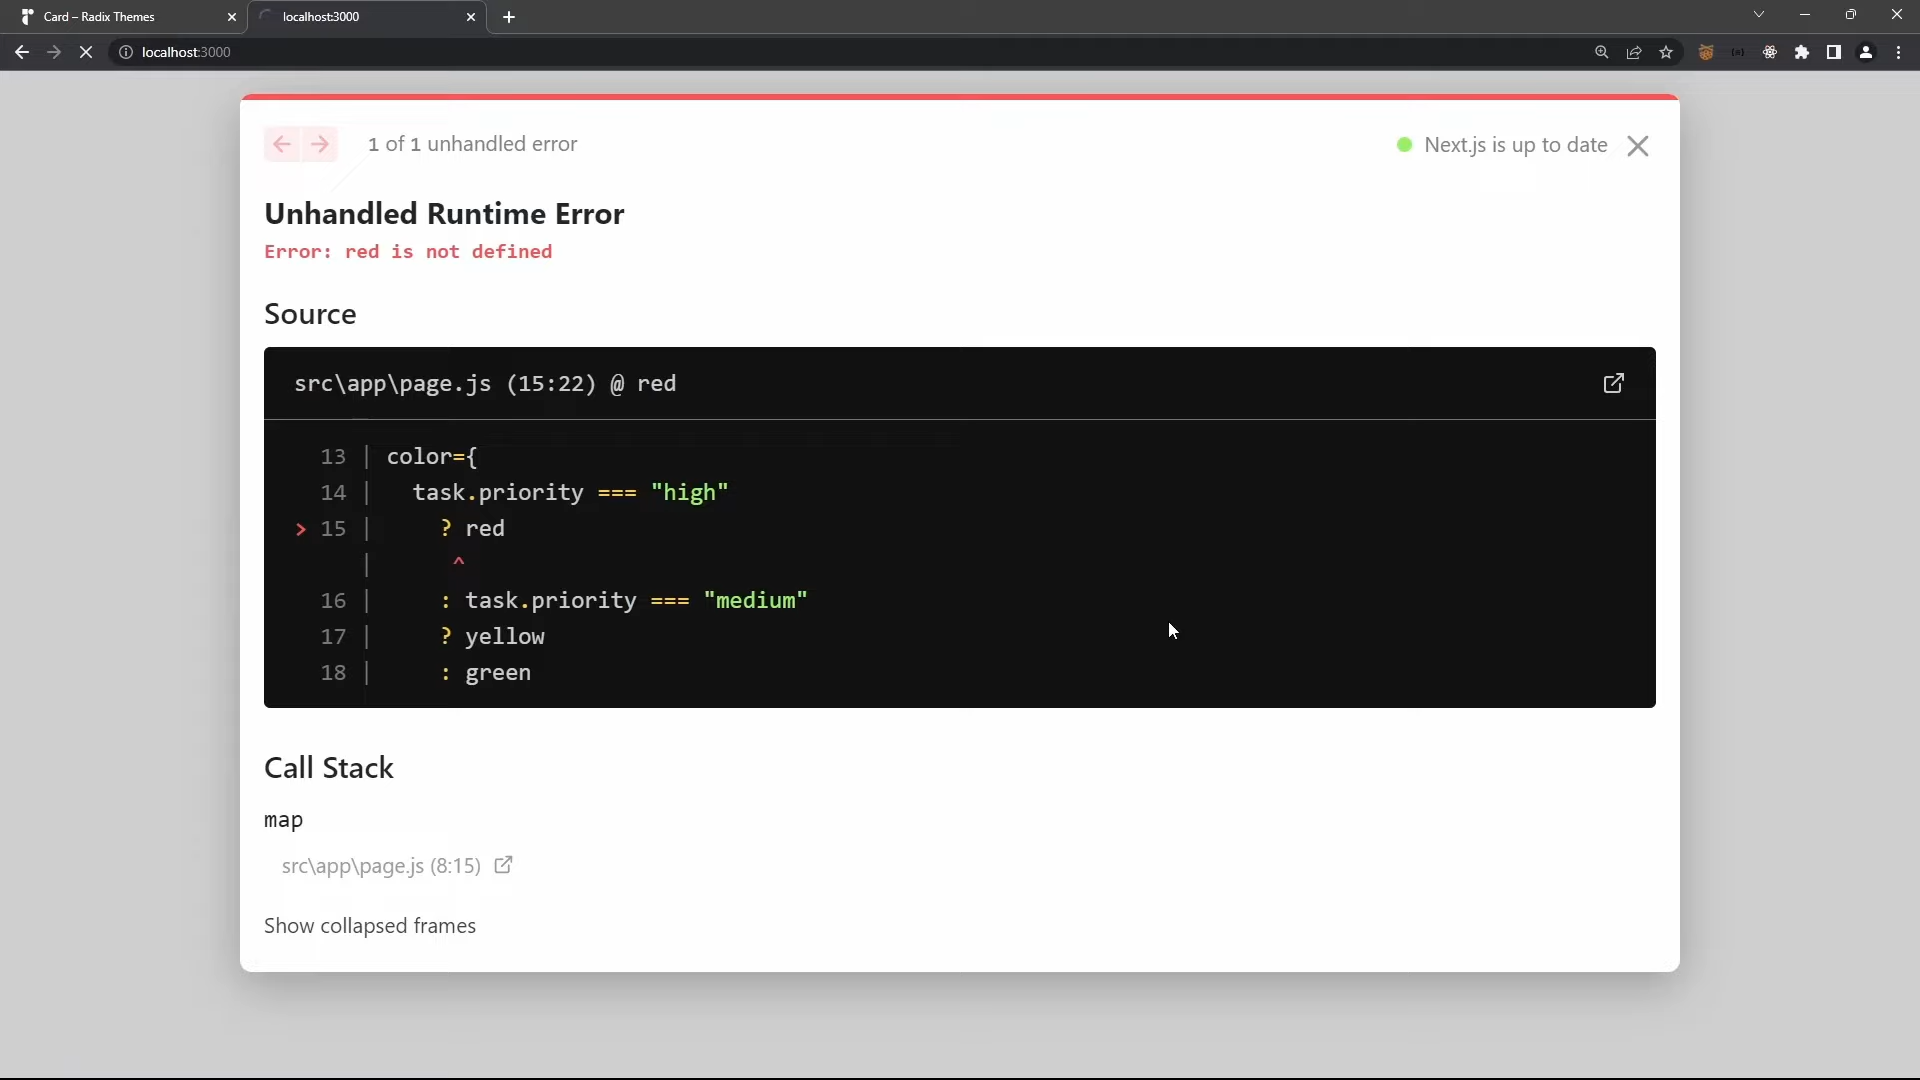 Card – Radix Themes
localhost:3000
localhost:3000
1 of 1 unhandled error
Next.js is up to date
Unhandled Runtime Error
Error: red is not defined
Source
src\app\page.js (15:22) @ red
13 | color={
14 | task.priority === "high"
> 15 | ? red
| ^
16 | : task.priority === "medium"
17 | ? yellow
18 | : green
Call Stack
map
src\app\page.js (8:15)
Show collapsed frames